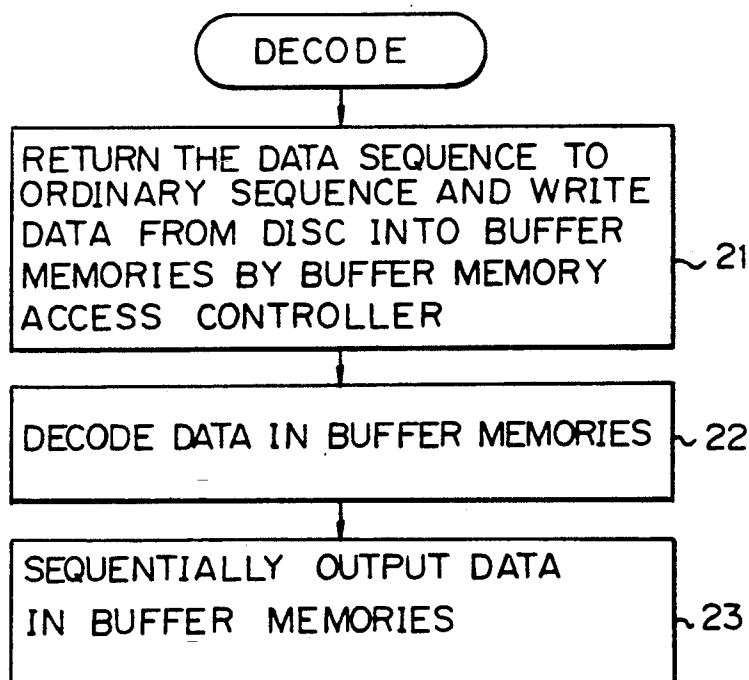 DECODE
RETURN THE DATA SEQUENCE TO
ORDINARY SEQUENCE AND WRITE
DATA FROM DISC INTO BUFFER
MEMORIES BY BUFFER MEMORY
ACCESS CONTROLLER
21
DECODE DATA IN BUFFER MEMORIES
22
SEQUENTIALLY OUTPUT DATA
IN BUFFER MEMORIES
23